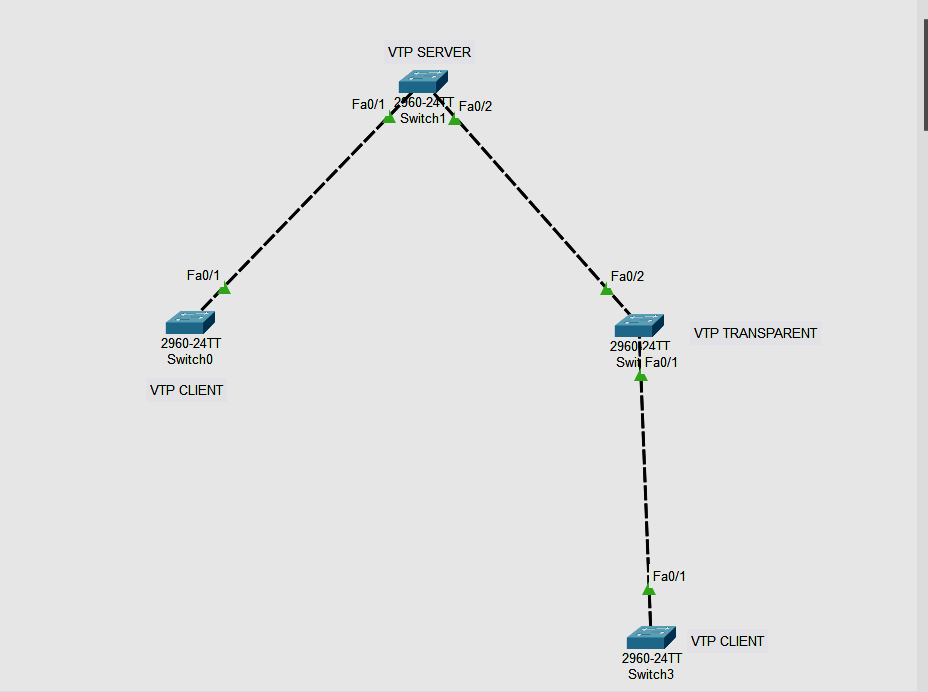 VTP SERVER
Fa0/1
2960-24TT
Fa0/2
Switch1
Fa0/1
2960-24TT
Switch0
VTP CLIENT
Fa0/2
2960-24TT
VTP TRANSPARENT
Fa0/1
Fa0/1
2960-24TT
Switch3
VTP CLIENT